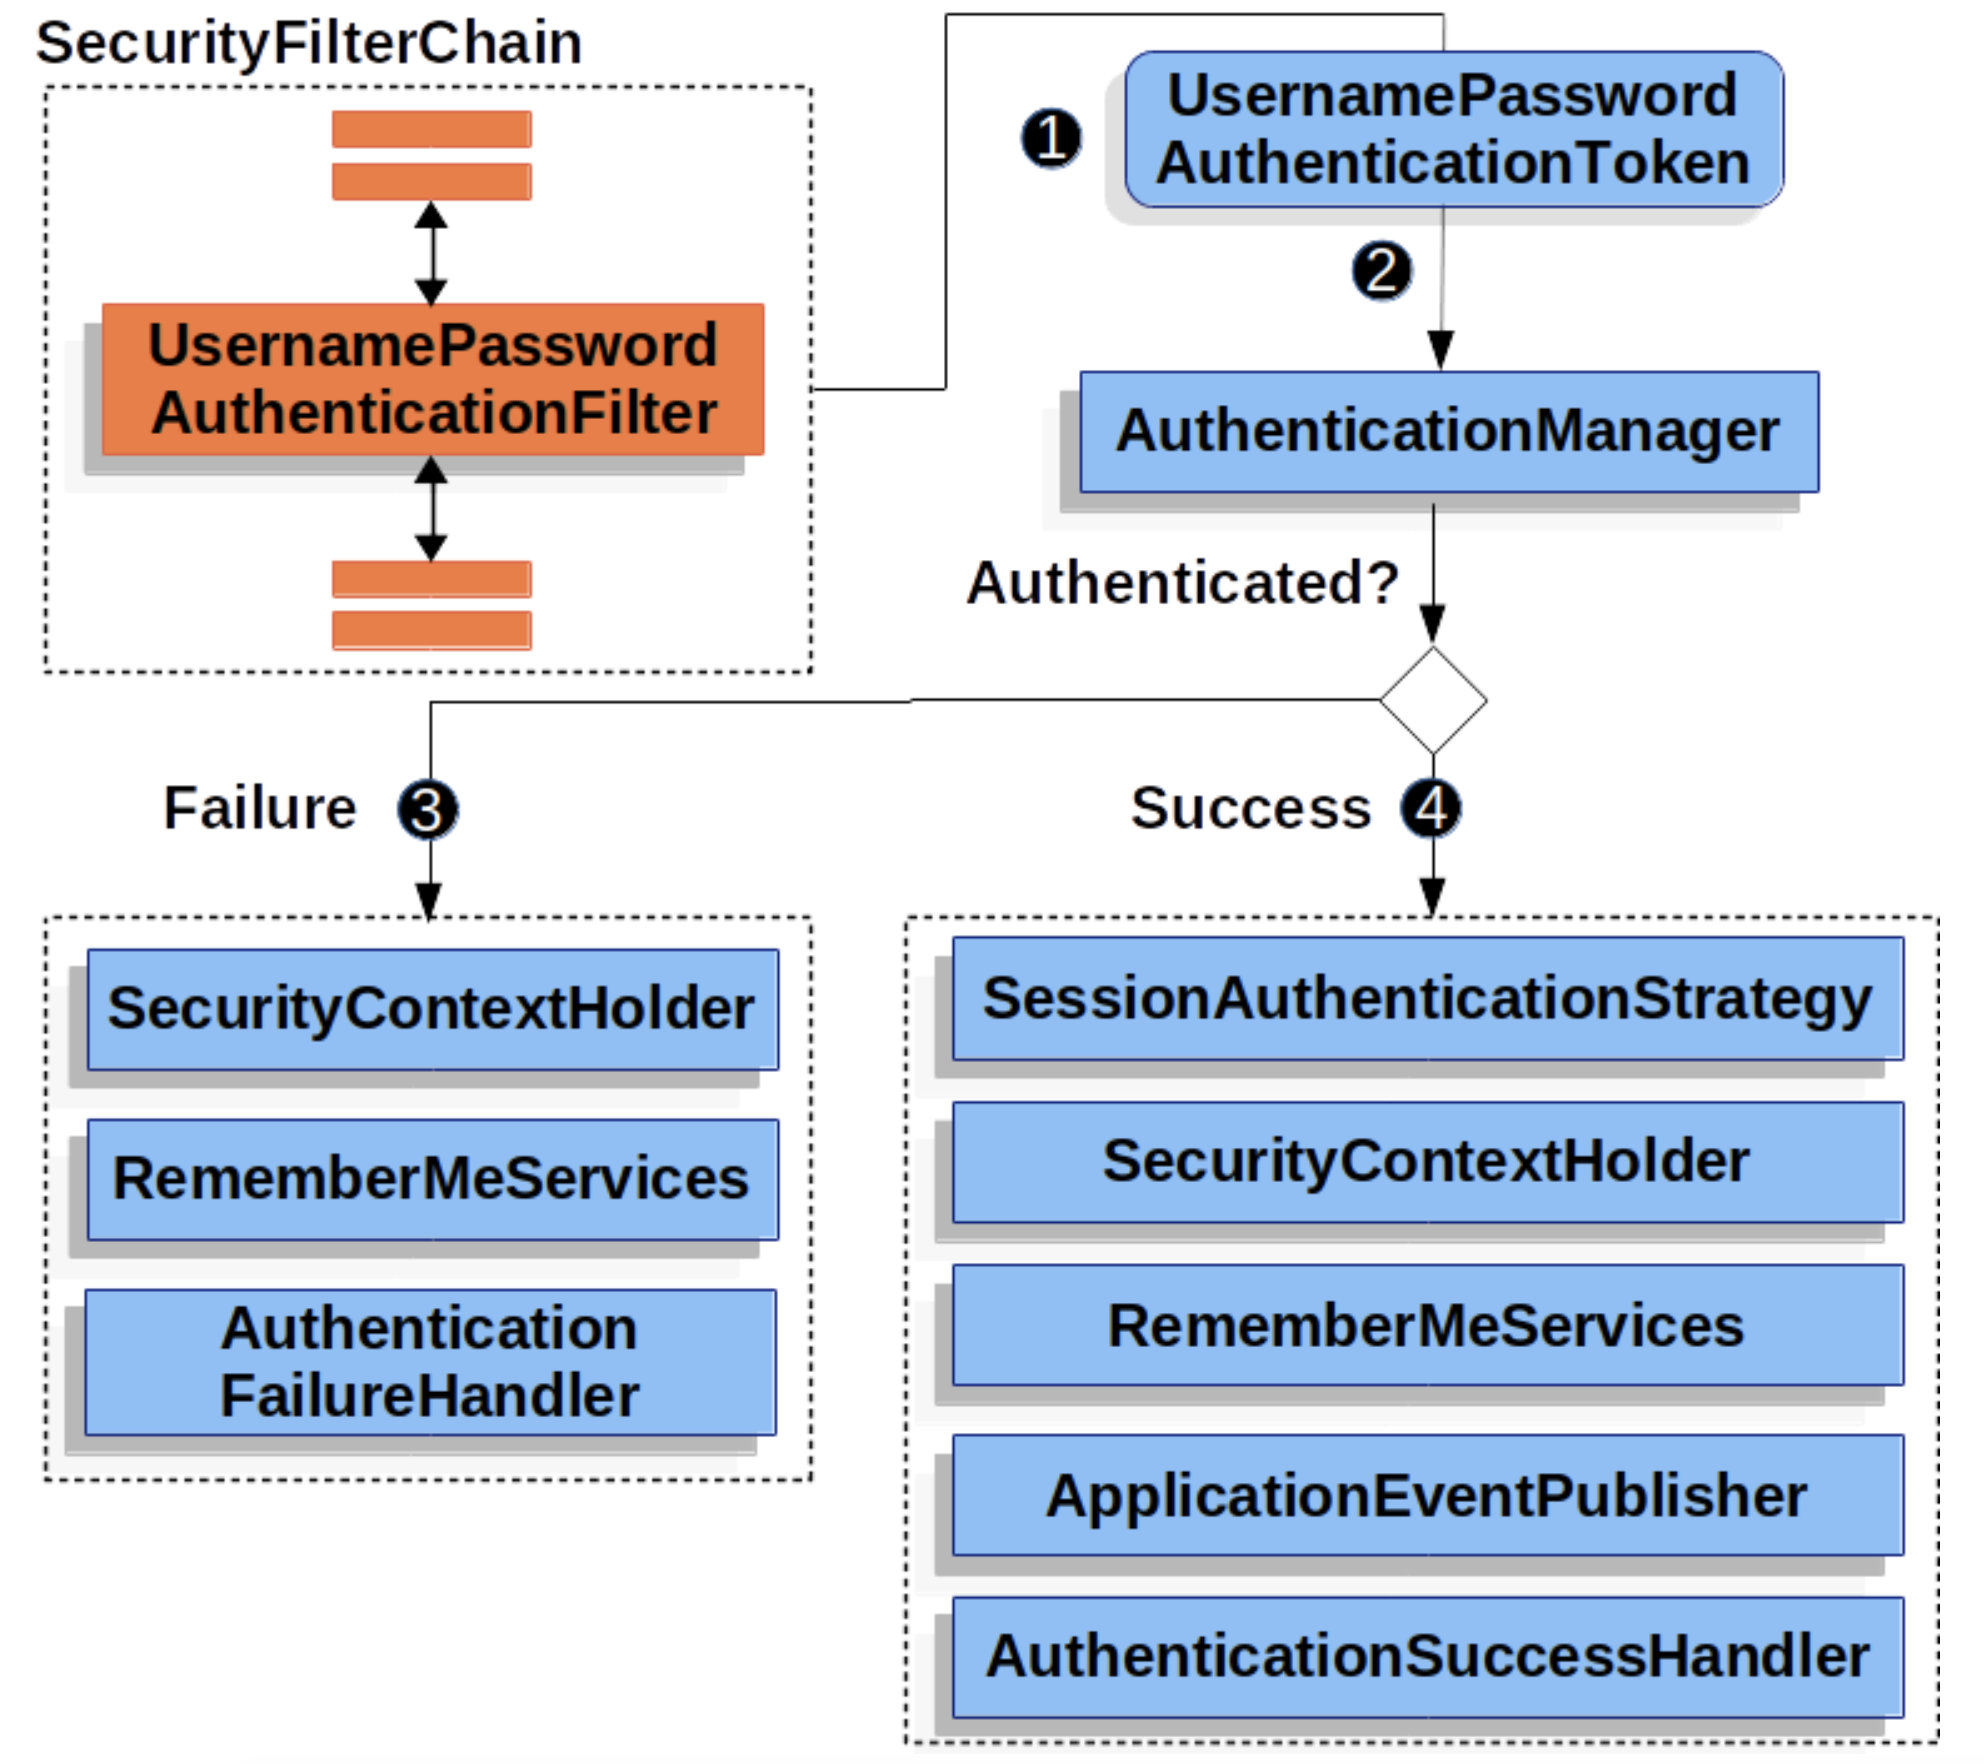 SecurityFilterChain
UsernamePassword
AuthenticationFilter
1
UsernamePassword
AuthenticationToken
2
AuthenticationManager
Authenticated?
Failure
3
Success
4
SecurityContextHolder
RememberMeServices
Authentication
FailureHandler
SessionAuthenticationStrategy
SecurityContextHolder
RememberMeServices
ApplicationEventPublisher
AuthenticationSuccessHandler